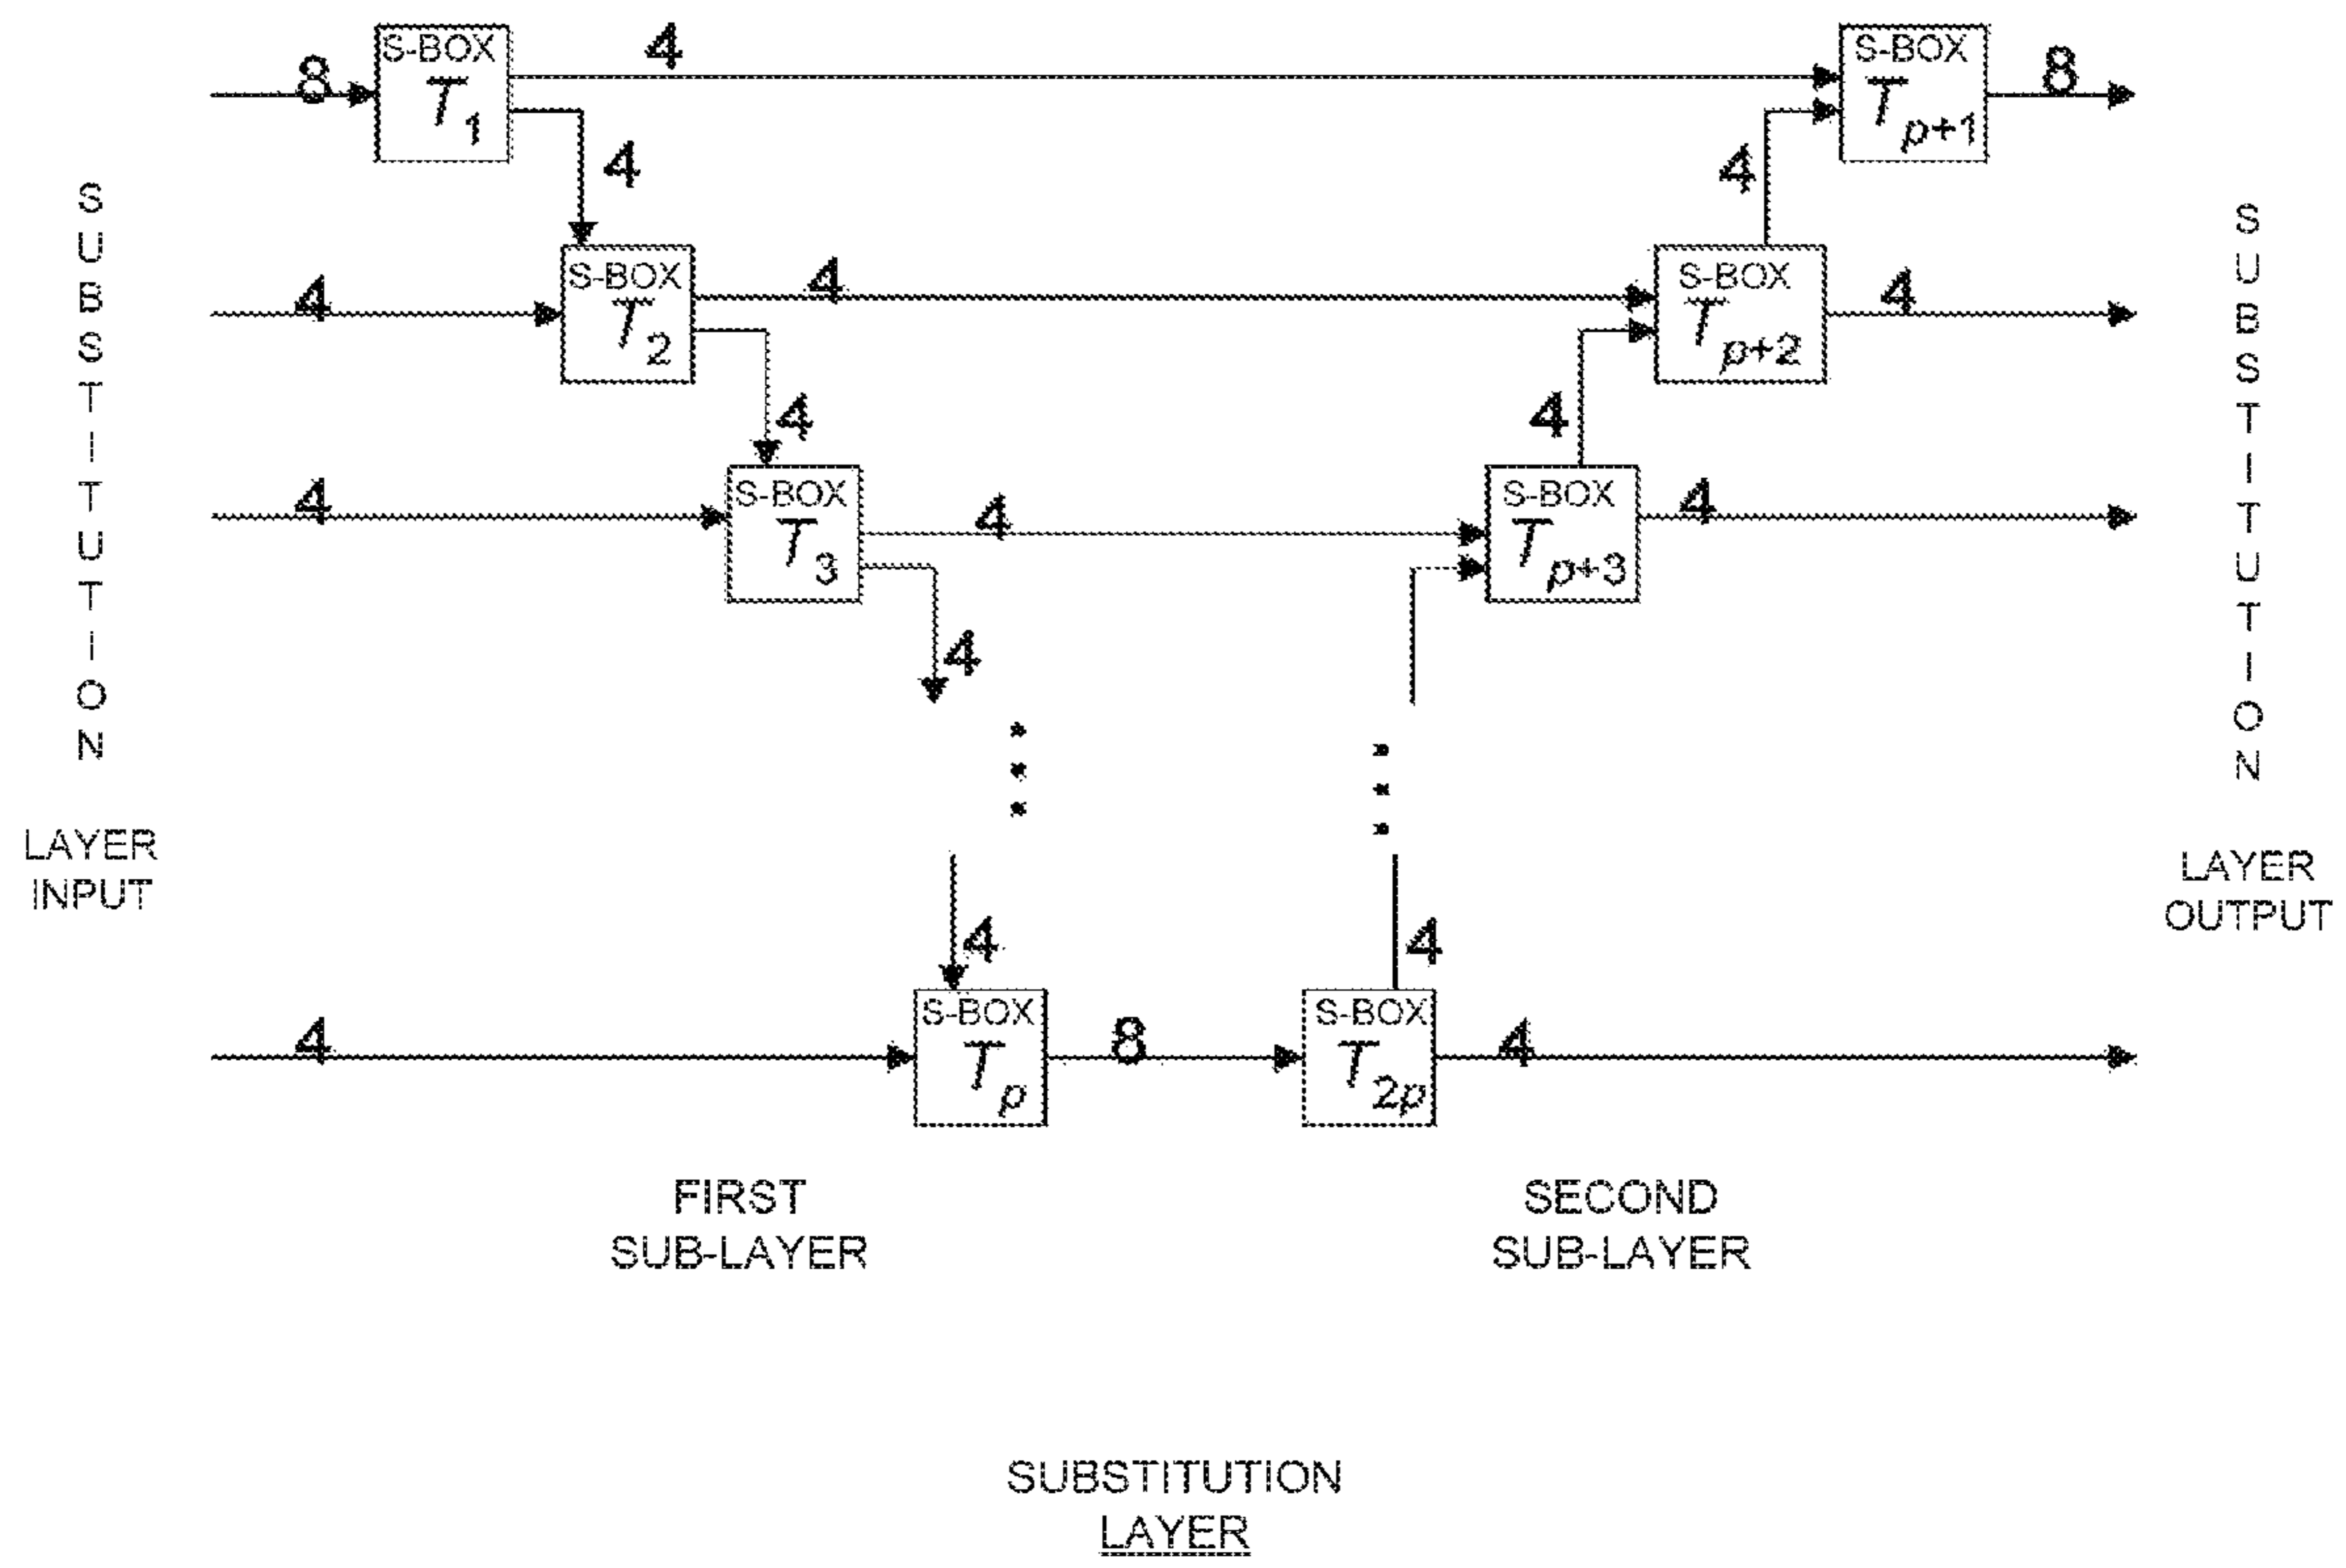 S-BOX
T1
8
4
4
S-BOX
Tp+1
8
4
4
S-BOX
T2
4
4
S-BOX
Tp+2
4
4
4
S-BOX
T3
4
4
S-BOX
Tp+3
4
4
S-BOX
Tp
4
8
S-BOX
T2p
4
4
SUBSTITUTION
LAYER
INPUT
SUBSTITUTION
LAYER
OUTPUT
FIRST
SUB-LAYER
SECOND
SUB-LAYER
SUBSTITUTION
LAYER